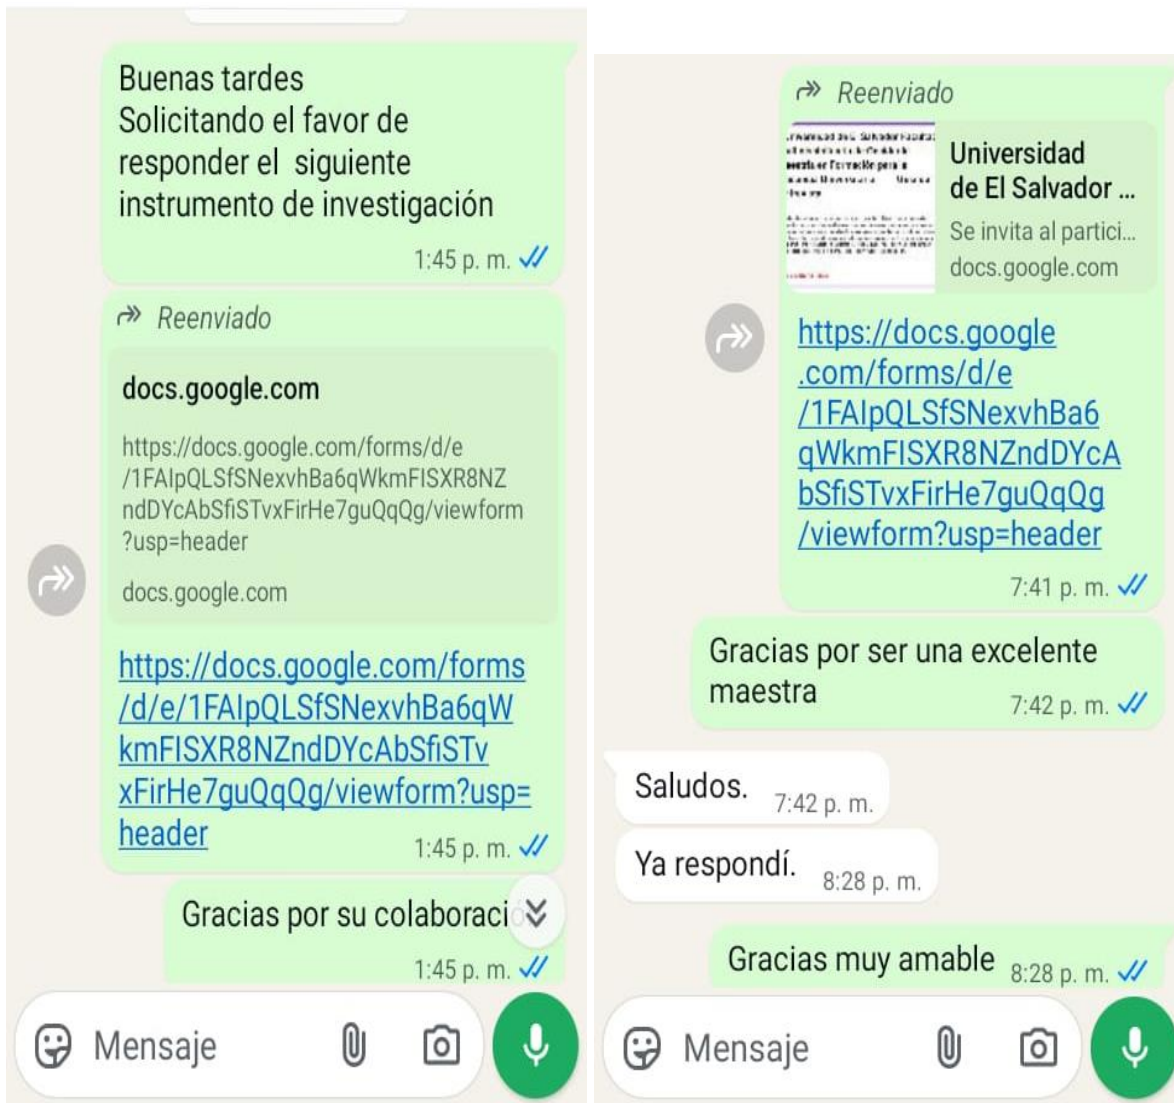 Buenas tardes
Solicitando el favor de
responder el siguiente
instrumento de investigación
1:45 p. m.
Reenviado
docs.google.com
https://docs.google.com/forms/d/e
/1FAIpQLSfSNexvhBa6qWkmFISXR8NZ
ndDYcAbSfiSTvxFirHe7guQqQg/viewform
?usp=header
docs.google.com
https://docs.google.com/forms
/d/e/1FAIpQLSfSNexvhBa6qW
kmFISXR8NZndDYcAbSfiSTv
xFirHe7guQqQg/viewform?usp=
header
1:45 p. m.
Gracias por su colaboració
1:45 p. m.
Mensaje
Reenviado
Universidad
de El Salvador ...
Se invita al partici...
docs.google.com
https://docs.google
.com/forms/d/e
/1FAIpQLSfSNexvhBa6
qWkmFISXR8NZndDYcA
bSfiSTvxFirHe7guQqQg
/viewform?usp=header
7:41 p. m.
Gracias por ser una excelente
maestra
7:42 p. m.
Saludos.
7:42 p. m.
Ya respondí.
8:28 p. m.
Gracias muy amable
8:28 p. m.
Mensaje